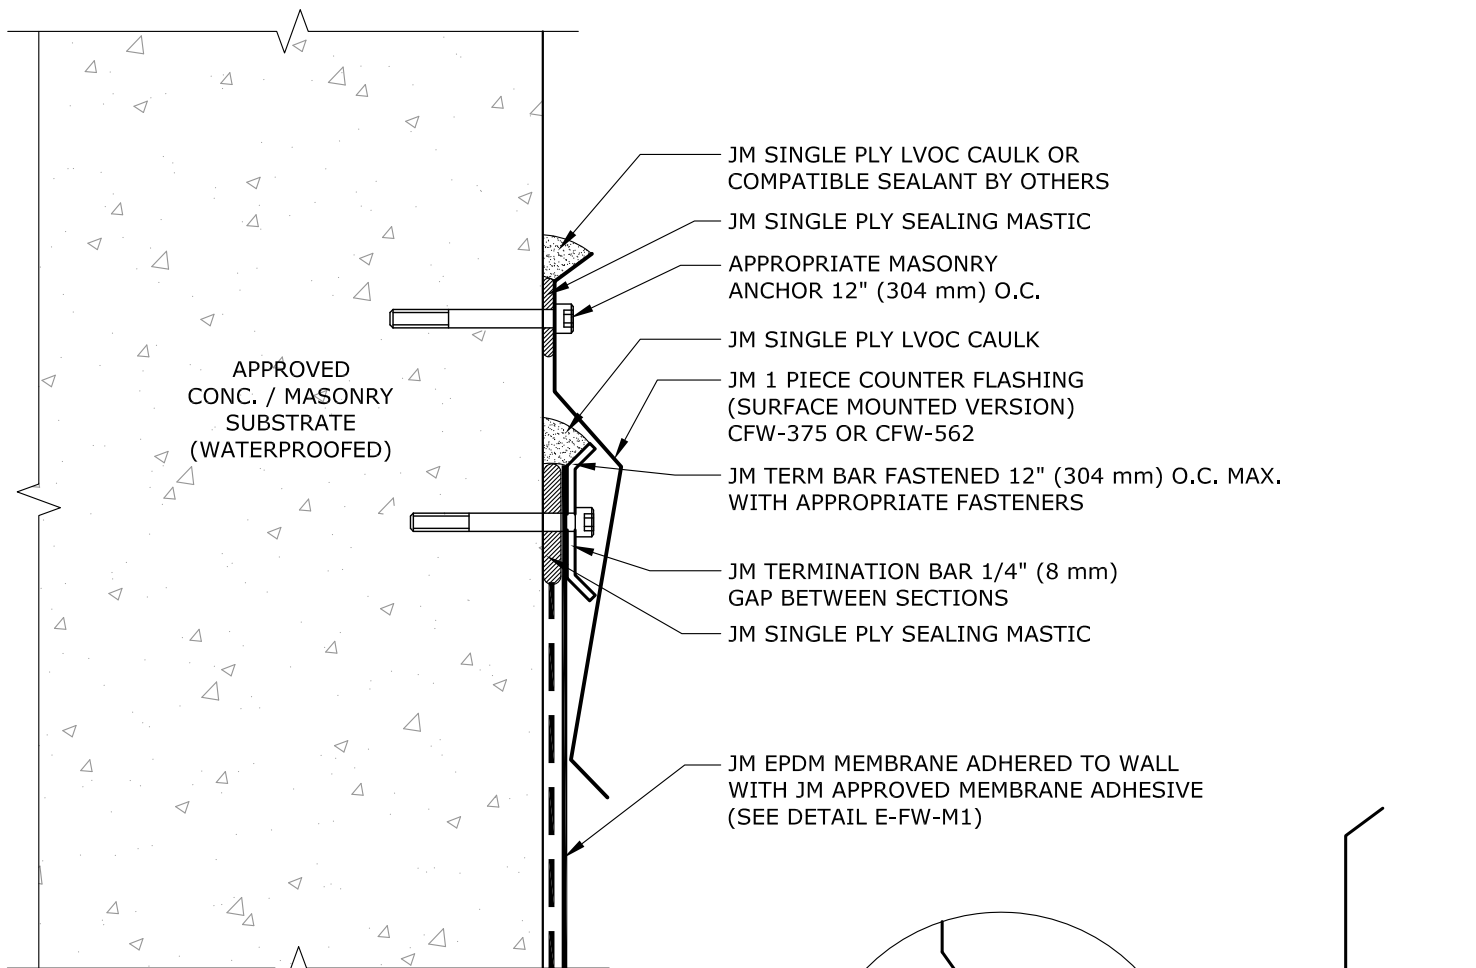 JM SINGLE PLY LVOC CAULK OR
COMPATIBLE SEALANT BY OTHERS
JM SINGLE PLY SEALING MASTIC
APPROPRIATE MASONRY
ANCHOR 12" (304 mm) O.C.
JM SINGLE PLY LVOC CAULK
APPROVED
CONC. / MASONRY
SUBSTRATE
(WATERPROOFED)
JM 1 PIECE COUNTER FLASHING
(SURFACE MOUNTED VERSION)
CFW-375 OR CFW-562
JM TERM BAR FASTENED 12" (304 mm) O.C. MAX.
WITH APPROPRIATE FASTENERS
JM TERMINATION BAR 1/4" (8 mm)
GAP BETWEEN SECTIONS
JM SINGLE PLY SEALING MASTIC
JM EPDM MEMBRANE ADHERED TO WALL
WITH JM APPROVED MEMBRANE ADHESIVE
(SEE DETAIL E-FW-M1)